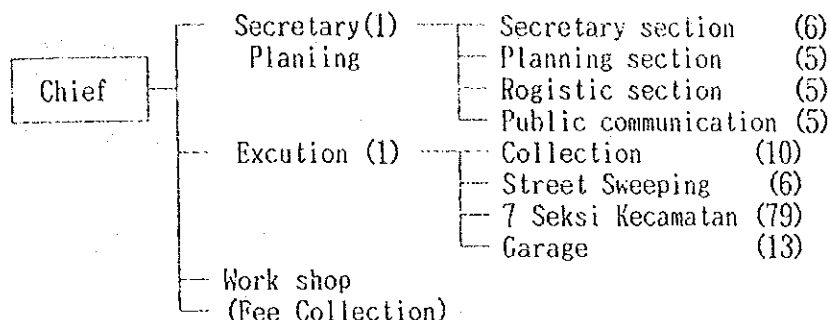 Secretary(1) Secretary section (6)
Planiing Planning section (5)
Chief Rogistic section (5)
Public communication (5)
Excution (1) Collection (10)
Street Sweeping (6)
7 Seksi Kecamatan (79)
Garage (13)
Work shop
(Fee Collection)